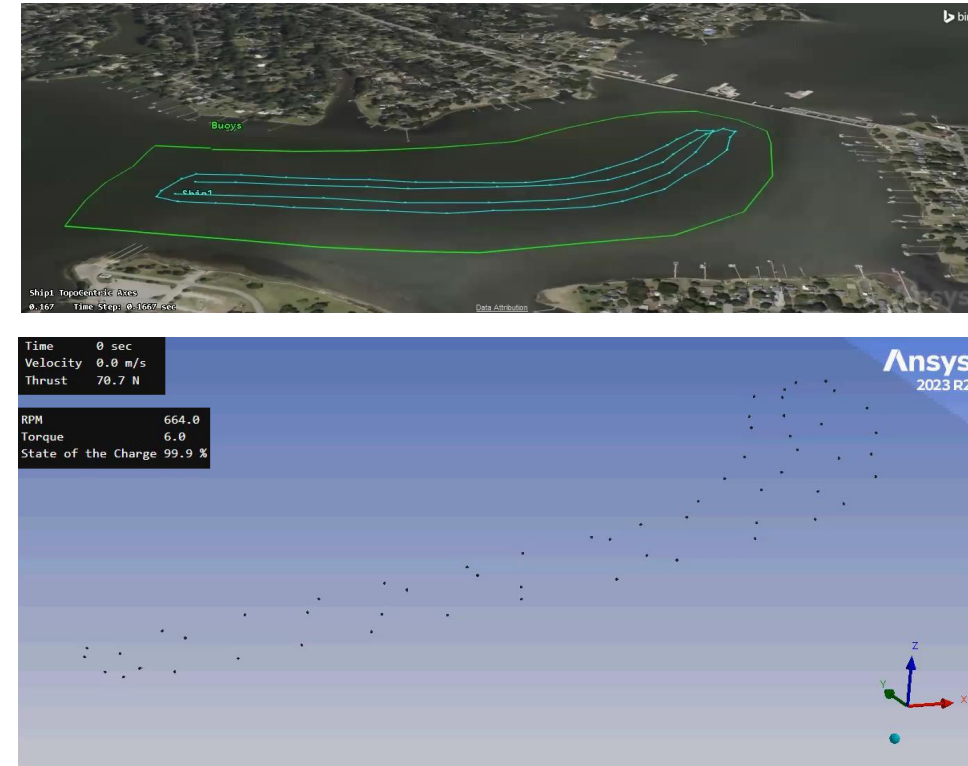 bin
Buoys
Ship1
Ship1 TopoCentric Axes
0.167 Time Step: 0.1667 sec
Data Attribution
nsys
Time 0 sec
Velocity 0.0 m/s
Thrust 70.7 N
Ansys
2023 R2
RPM 664.0
Torque 6.0
State of the Charge 99.9 %
Z
Y
X